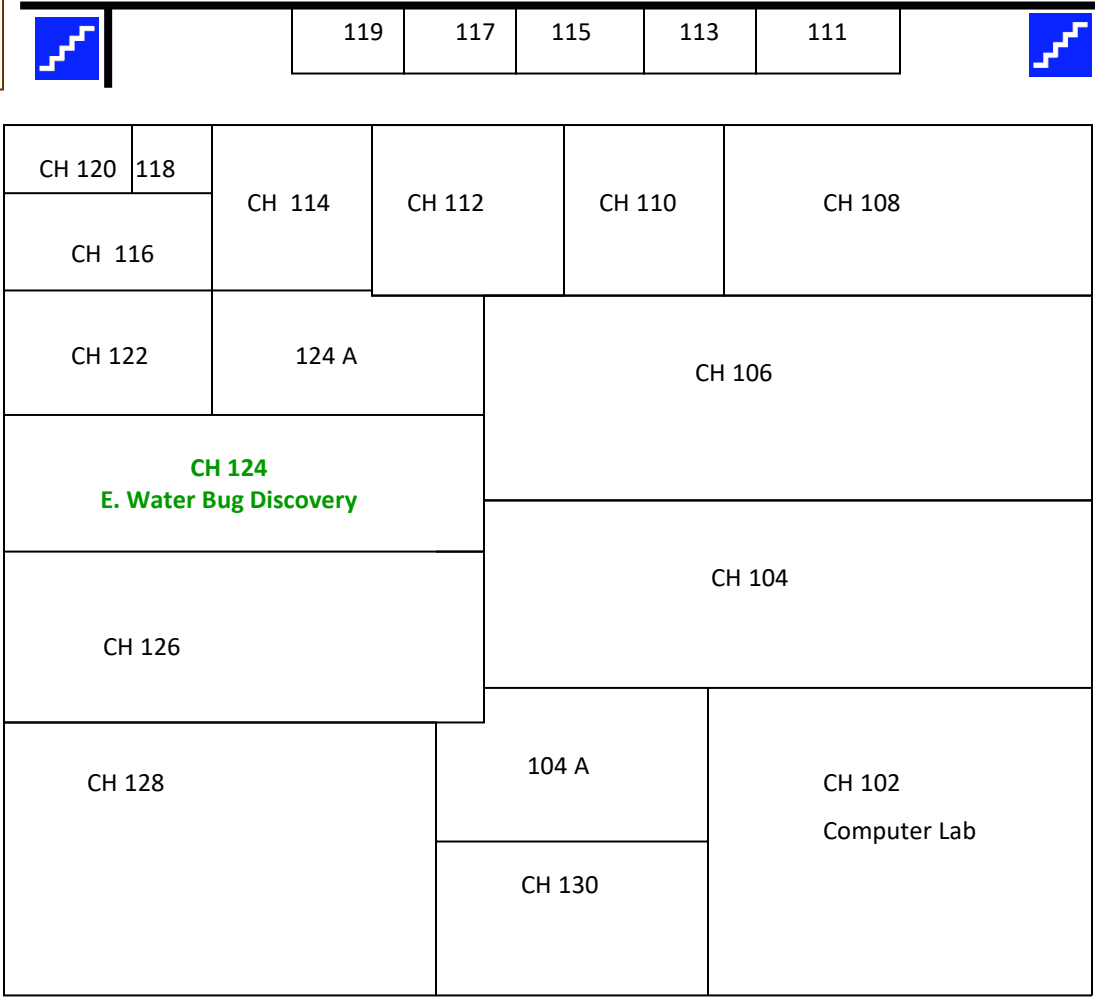 119
117
115
113
111
CH 120
118
CH 114
CH 112
CH 110
CH 108
CH 116
CH 122
124 A
CH 106
CH 124
E. Water Bug Discovery
CH 104
CH 126
104 A
CH 128
CH 102
Computer Lab
CH 130